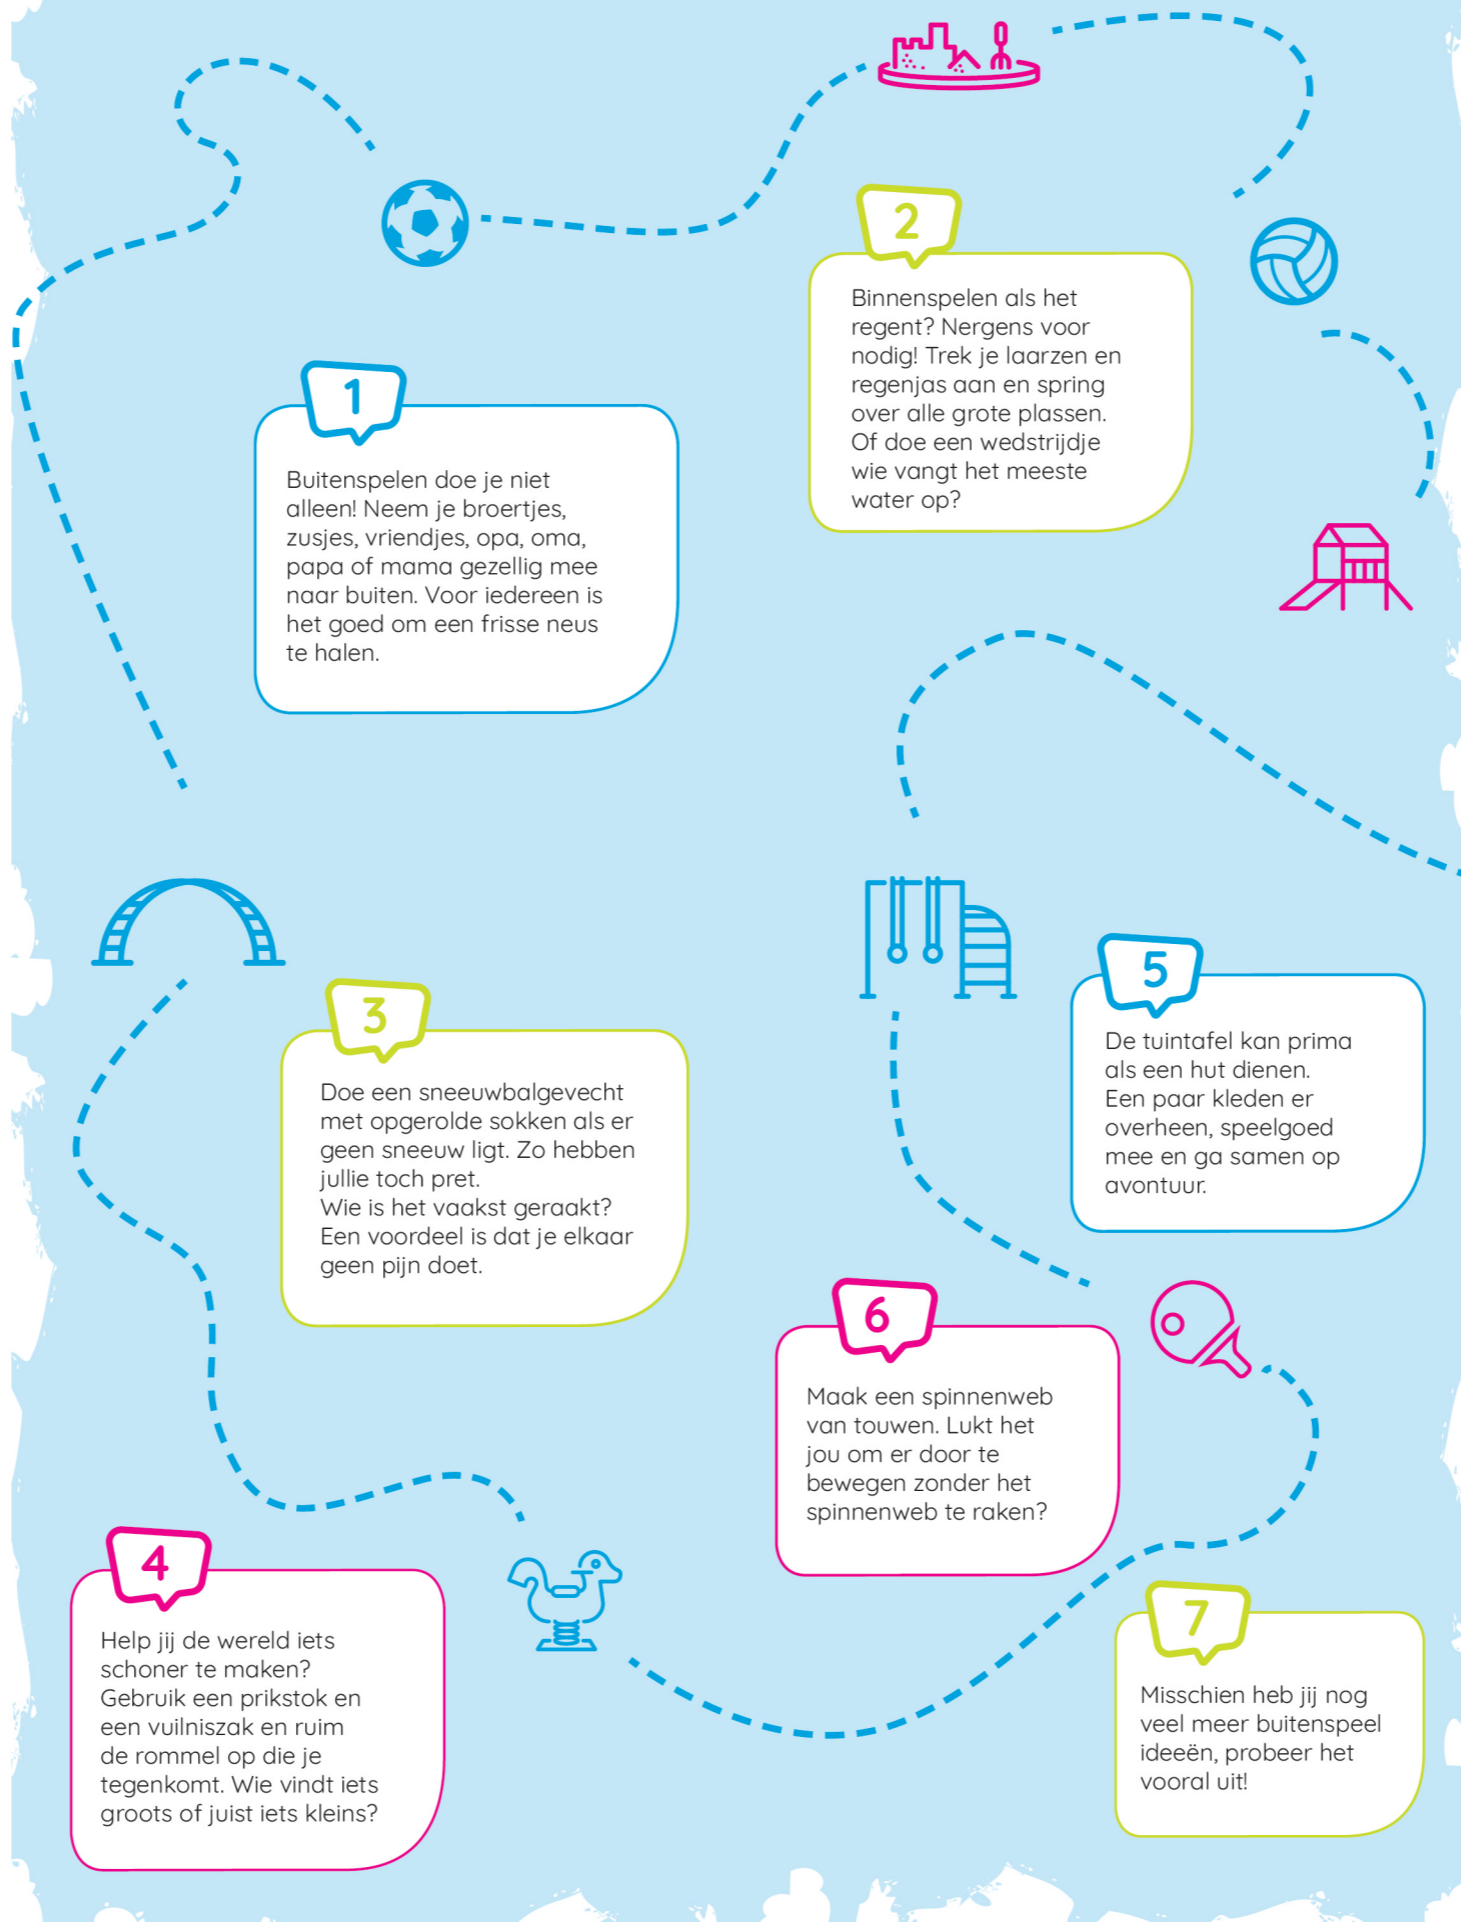 1
Buitenspelen doe je niet
alleen! Neem je broertjes,
zusjes, vriendjes, opa, oma,
papa of mama gezellig mee
naar buiten. Voor iedereen is
het goed om een frisse neus
te halen.
2
Binnenspelen als het
regent? Nergens voor
nodig! Trek je laarzen en
regenjas aan en spring
over alle grote plassen.
Of doe een wedstrijdje
wie vangt het meeste
water op?
3
Doe een sneeuwbalgevecht
met opgerolde sokken als er
geen sneeuw ligt. Zo hebben
jullie toch pret.
Wie is het vaakst geraakt?
Een voordeel is dat je elkaar
geen pijn doet.
4
Help jij de wereld iets
schoner te maken?
Gebruik een prikstok en
een vuilniszak en ruim
de rommel op die je
tegenkomt. Wie vindt iets
groots of juist iets kleins?
5
De tuintafel kan prima
als een hut dienen.
Een paar kleden er
overheen, speelgoed
mee en ga samen op
avontuur.
6
Maak een spinnenweb
van touwen. Lukt het
jou om er door te
bewegen zonder het
spinnenweb te raken?
7
Misschien heb jij nog
veel meer buitenspeel
ideeën, probeer het
vooral uit!